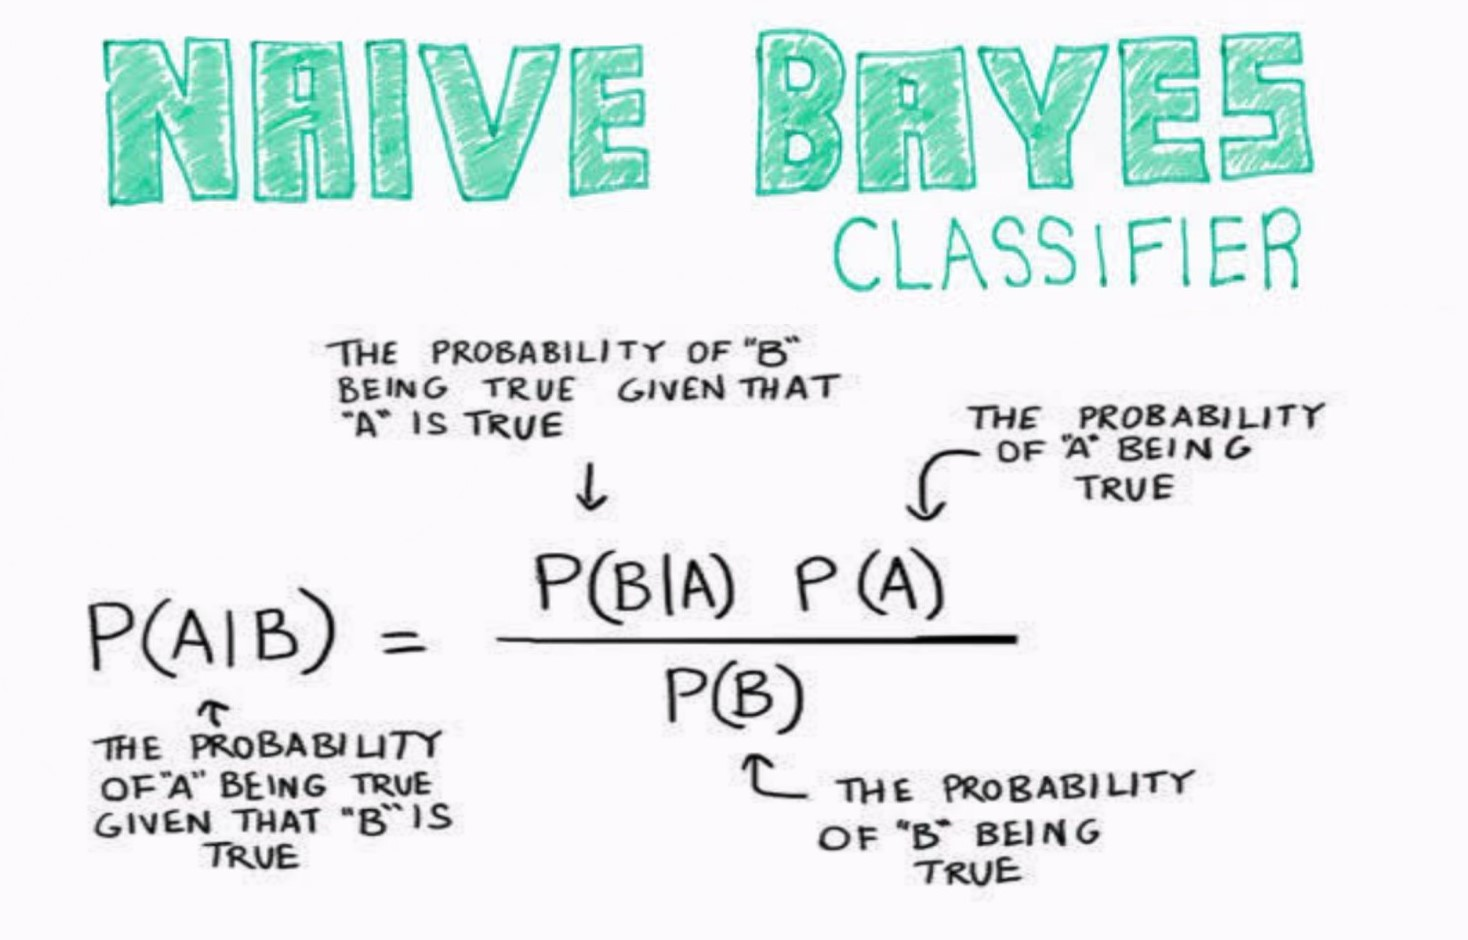 NAIVE BAYES
CLASSIFIER
THE PROBABILITY OF "B"
BEING TRUE GIVEN THAT
"A" IS TRUE
THE PROBABILITY
OF "A" BEING
TRUE
P(A|B) = P(B|A) P(A)
P(B)
THE PROBABILITY
OF "A" BEING TRUE
GIVEN THAT "B" IS
TRUE
THE PROBABILITY
OF "B" BEING
TRUE